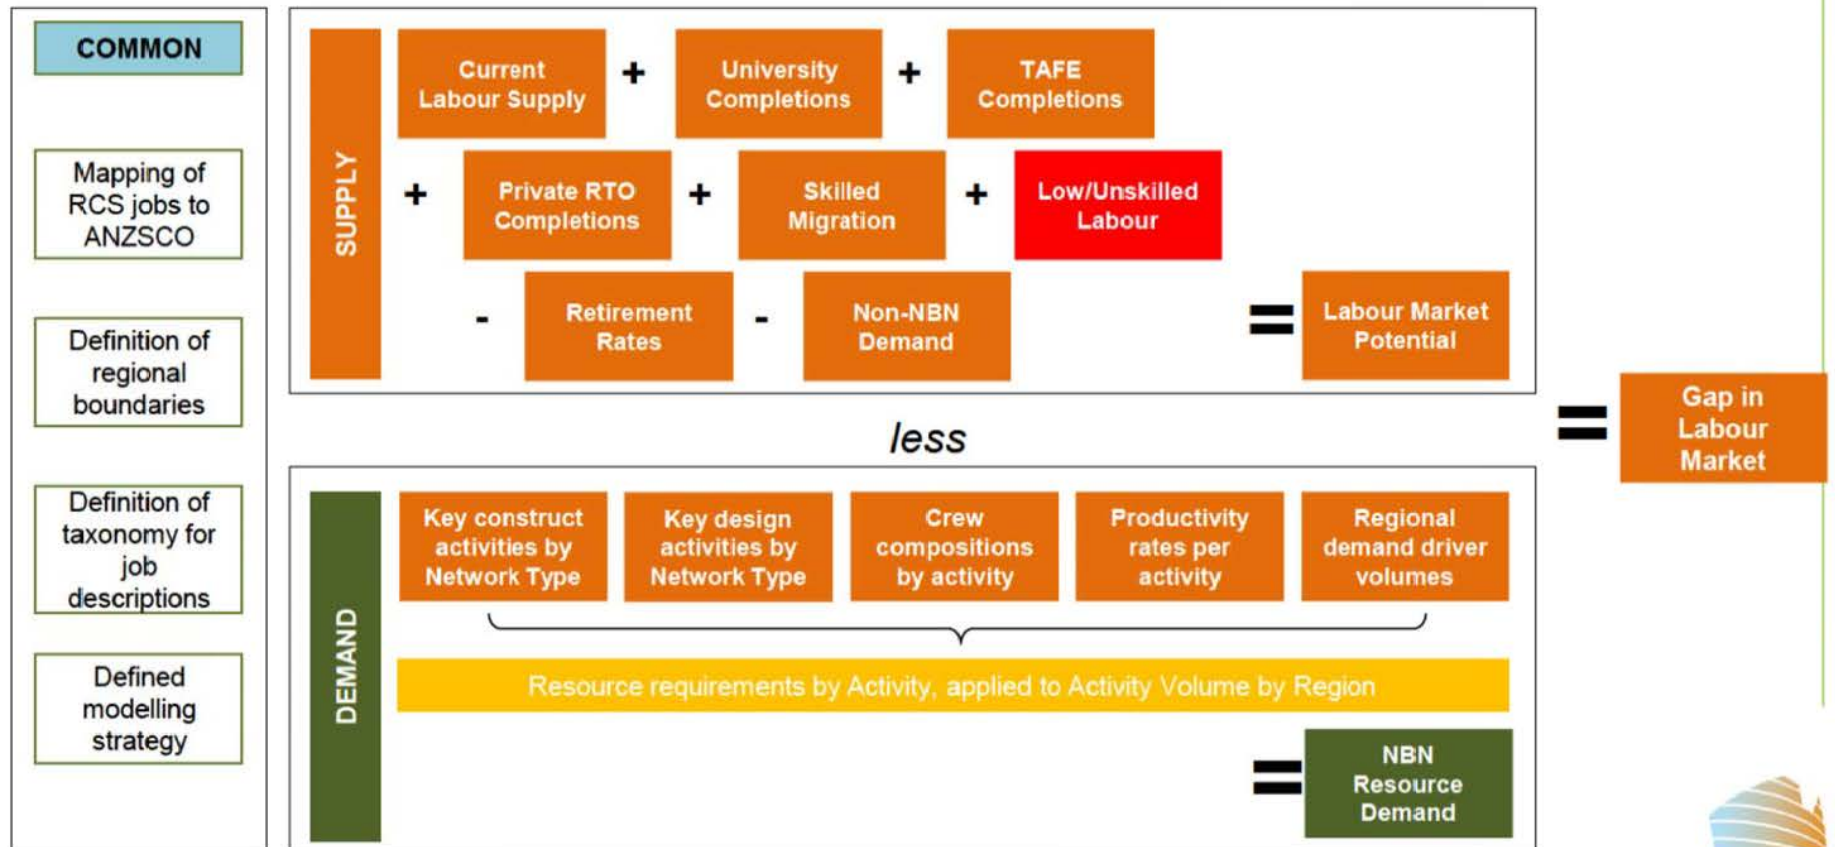 COMMON
Mapping of
RCS jobs to
ANZSCO
Definition of
regional
boundaries
Definition of
taxonomy for
job
descriptions
Defined
modelling
strategy
SUPPLY
Current
Labour Supply
+
University
Completions
+
TAFE
Completions
+
Private RTO
Completions
+
Skilled
Migration
+
Low/Unskilled
Labour
-
Retirement
Rates
-
Non-NBN
Demand
=
Labour Market
Potential
less
DEMAND
Key construct
activities by
Network Type
Key design
activities by
Network Type
Crew
compositions
by activity
Productivity
rates per
activity
Regional
demand driver
volumes
Resource requirements by Activity, applied to Activity Volume by Region
=
NBN
Resource
Demand
=
Gap in
Labour
Market